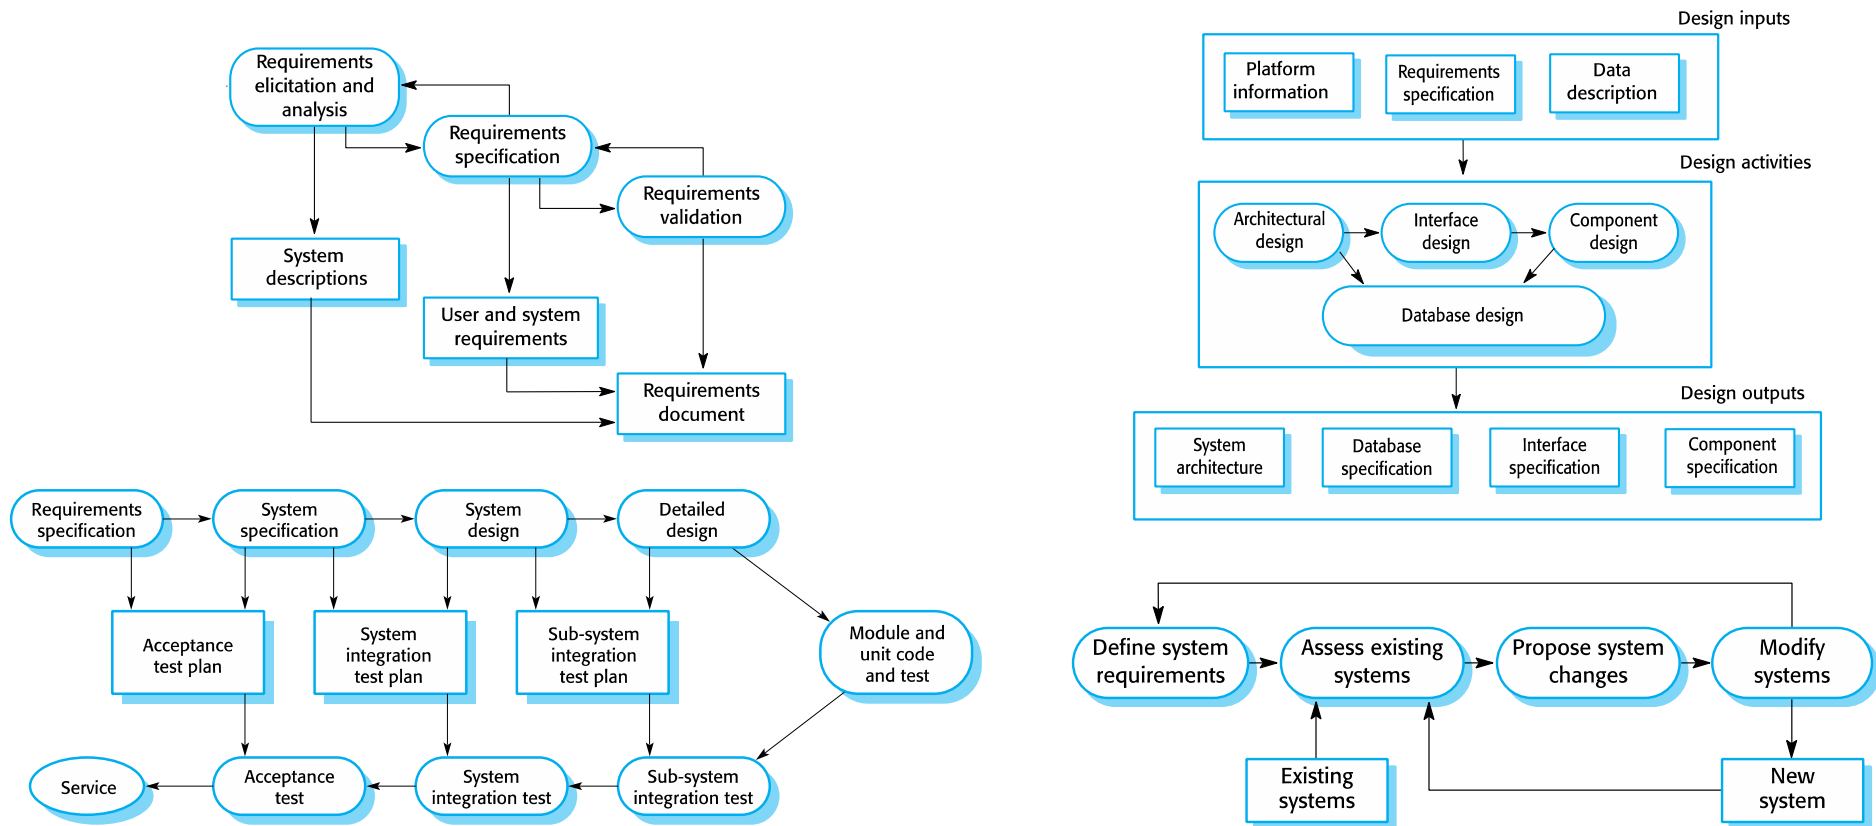 Requirements
elicitation and
analysis
Requirements
specification
Requirements
validation
System
descriptions
User and system
requirements
Requirements
document
Design inputs
Platform
information
Requirements
specification
Data
description
Design activities
Architectural
design
Interface
design
Component
design
Database design
Design outputs
System
architecture
Database
specification
Interface
specification
Component
specification
Requirements
specification
System
specification
System
design
Detailed
design
Acceptance
test plan
System
integration
test plan
Sub-system
integration
test plan
Module and
unit code
and test
Service
Acceptance
test
System
integration test
Sub-system
integration test
Define system
requirements
Assess existing
systems
Propose system
changes
Modify
systems
Existing
systems
New
system